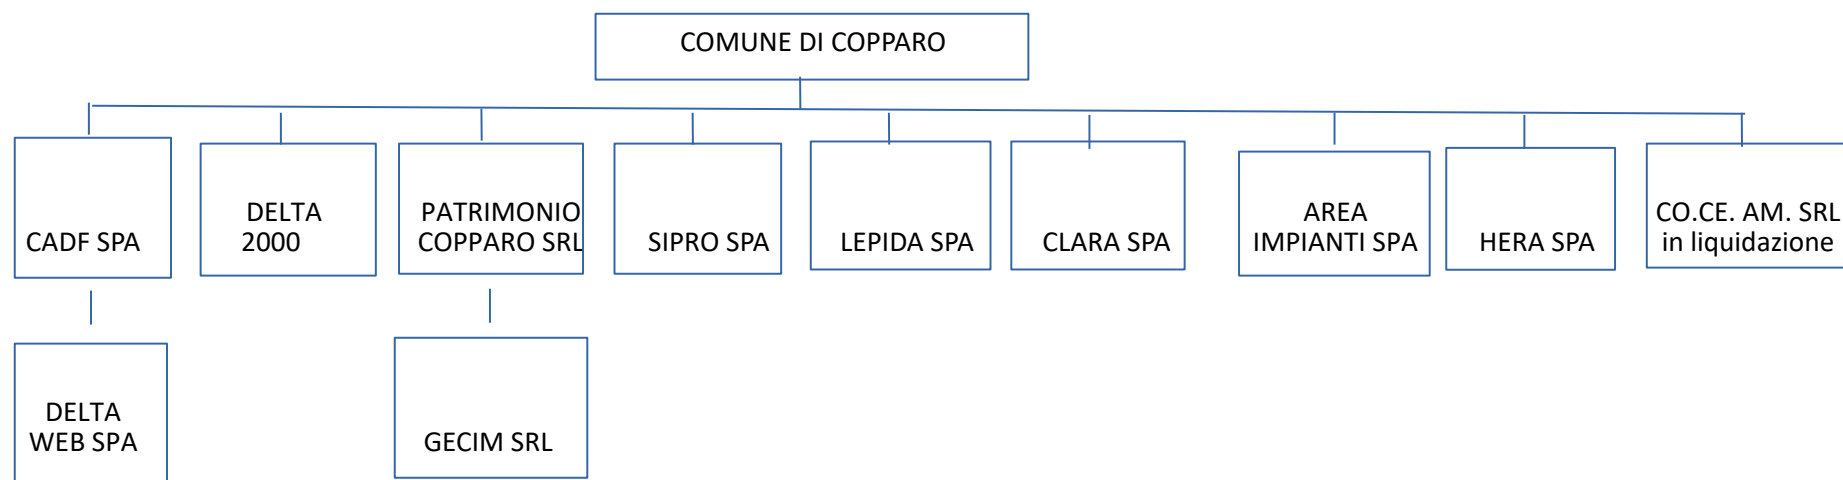 COMUNE DI COPPARO
CADF SPA
DELTA
2000
PATRIMONIO
COPPARO SRL
SIPRO SPA
LEPIDA SPA
CLARA SPA
AREA
IMPIANTI SPA
HERA SPA
CO.CE. AM. SRL
in liquidazione
DELTA
WEB SPA
GECIM SRL